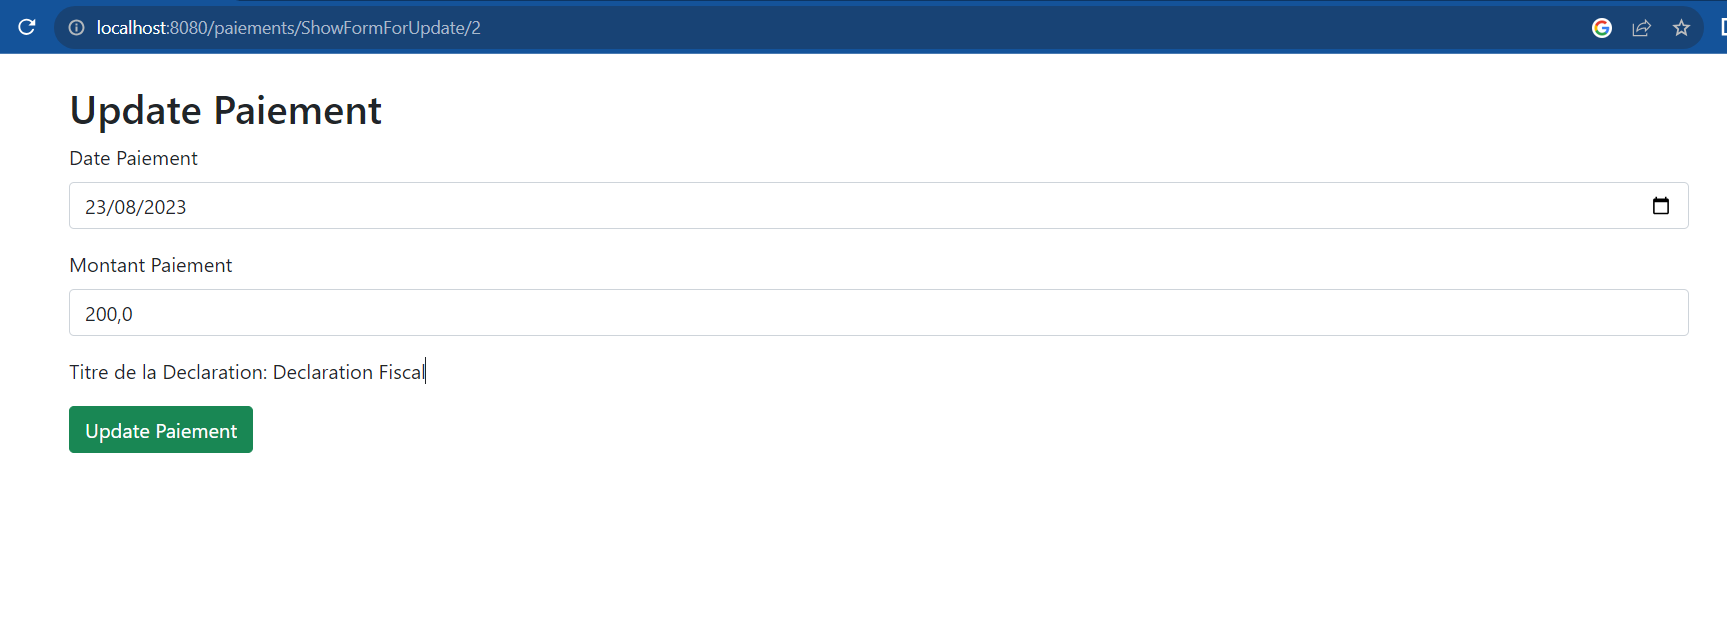 localhost:8080/paiements/ShowFormForUpdate/2
Update Paiement
Date Paiement
23/08/2023
Montant Paiement
200,0
Titre de la Declaration: Declaration Fiscal
Update Paiement